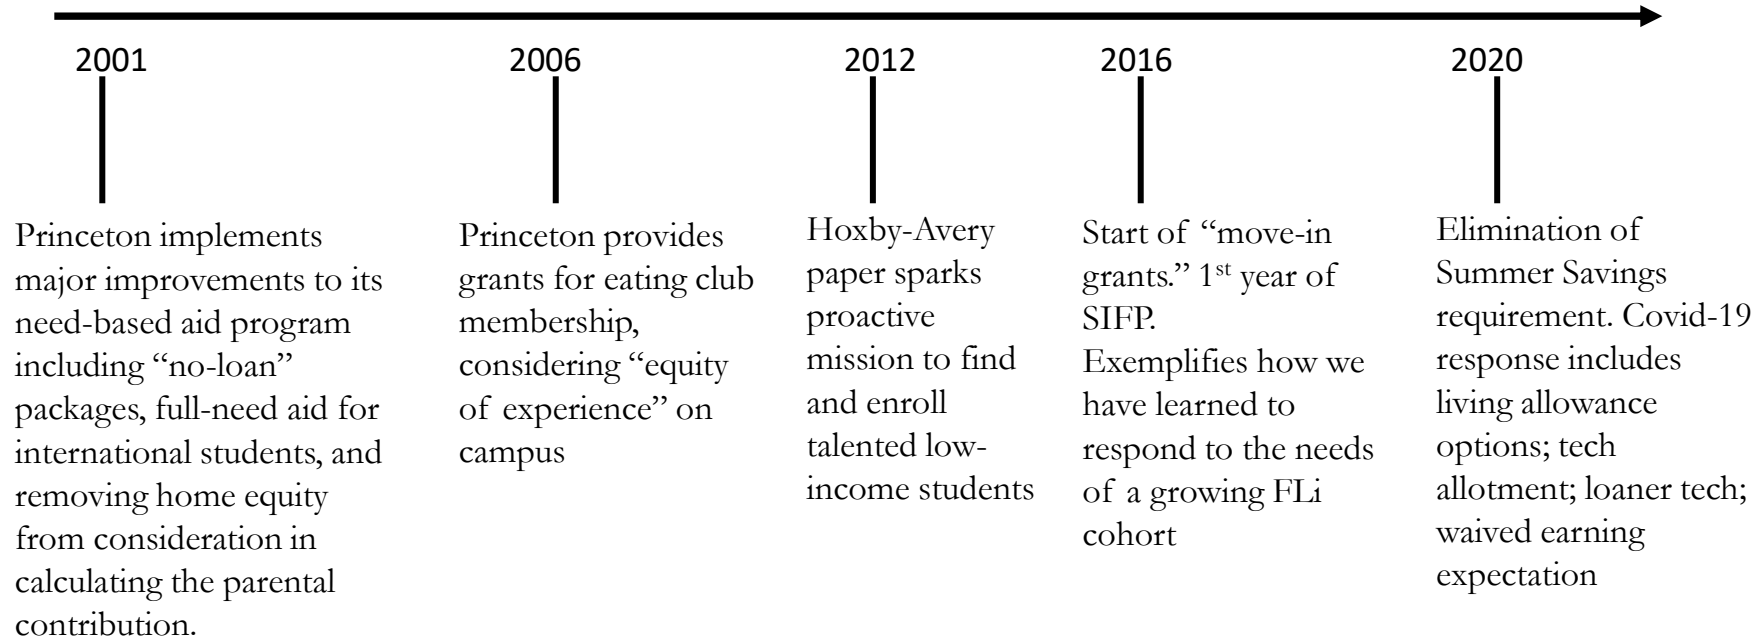 2001
Princeton implements
major improvements to its
need-based aid program
including “no-loan”
packages, full-need aid for
international students, and
removing home equity
from consideration in
calculating the parental
contribution.
2006
Princeton provides
grants for eating club
membership,
considering “equity
of experience” on
campus
2012
Hoxby-Avery
paper sparks
proactive
mission to find
and enroll
talented low-
income students
2016
Start of “move-in
grants.” 1st year of
SIFP.
Exemplifies how we
have learned to
respond to the needs
of a growing FLi
cohort
2020
Elimination of
Summer Savings
requirement. Covid-19
response includes
living allowance
options; tech
allotment; loaner tech;
waived earning
expectation